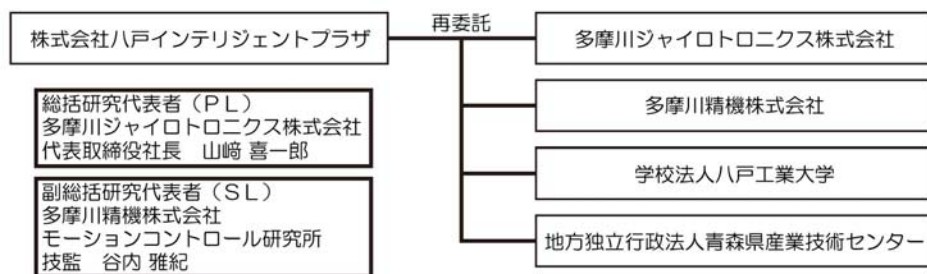 株式会社八戸インテリジェントプラザ
再委託
多摩川ジャイロトロニクス株式会社
多摩川精機株式会社
学校法人八戸工業大学
地方独立行政法人青森県産業技術センター
総括研究代表者（ＰＬ）
多摩川ジャイロトロニクス株式会社
代表取締役社長　山﨑 喜一郎
副総括研究代表者（ＳＬ）
多摩川精機株式会社
モーションコントロール研究所
技監　谷内 雅紀